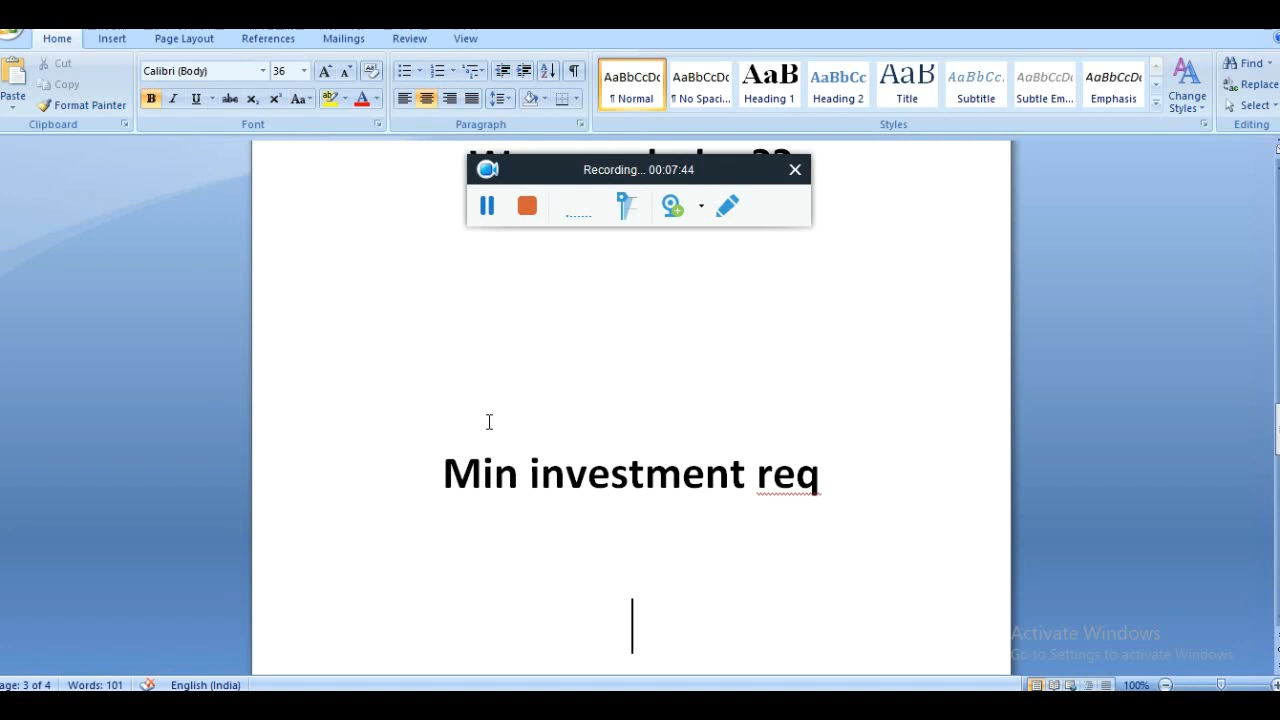 Home Insert Page Layout References Mailings Review View
Cut
Copy
Format Painter
Paste
Clipboard
Calibri (Body) 36
Font
Paragraph
AaBbCcDc AaBbCcDc AaB AaBbCc AaB AaBbCc. AaBbCcDc AaBbCcDc
¶ Normal ¶ No Spaci... Heading 1 Heading 2 Title Subtitle Subtle Em... Emphasis
Styles
Change
Styles
Find
Replace
Select
Editing
Recording... 00:07:44
Min investment req
Activate Windows
Go to Settings to activate Windows.
age: 3 of 4 Words: 101 English (India) 100%